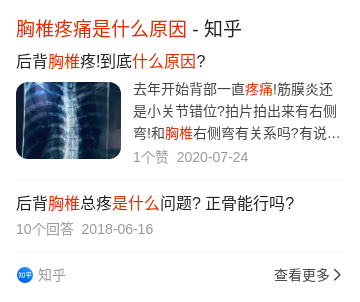 胸椎疼痛是什么原因 - 知乎
后背胸椎疼!到底什么原因?
去年开始背部一直疼痛!筋膜炎还
是小关节错位?拍片拍出来有右侧
弯!和胸椎右侧弯有关系吗?有说…
1个赞 2020-07-24
后背胸椎总疼是什么问题? 正骨能行吗?
10个回答 2018-06-16
知乎 知乎
查看更多